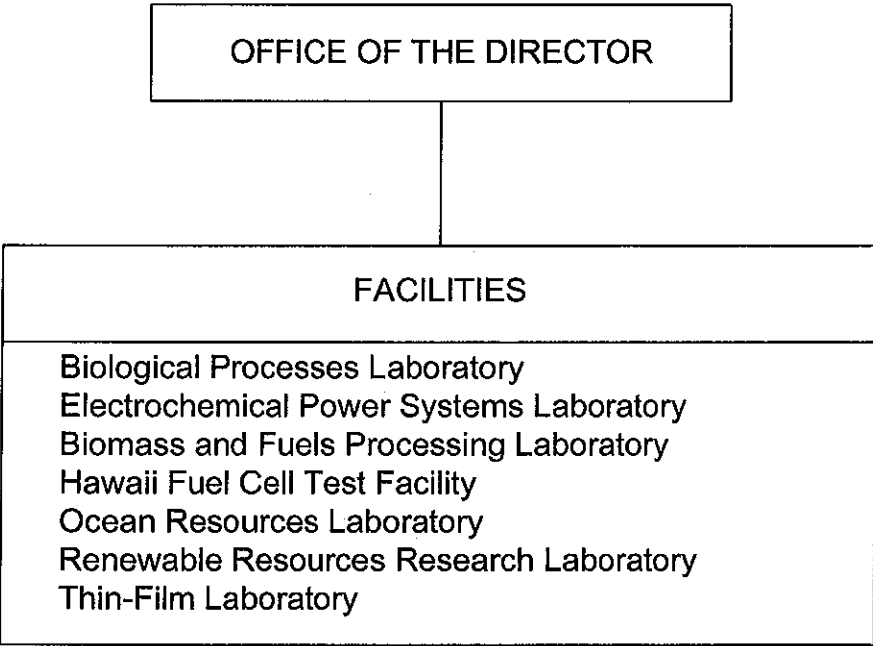 OFFICE OF THE DIRECTOR
FACILITIES
Biological Processes Laboratory
Electrochemical Power Systems Laboratory
Biomass and Fuels Processing Laboratory
Hawaii Fuel Cell Test Facility
Ocean Resources Laboratory
Renewable Resources Research Laboratory
Thin-Film Laboratory